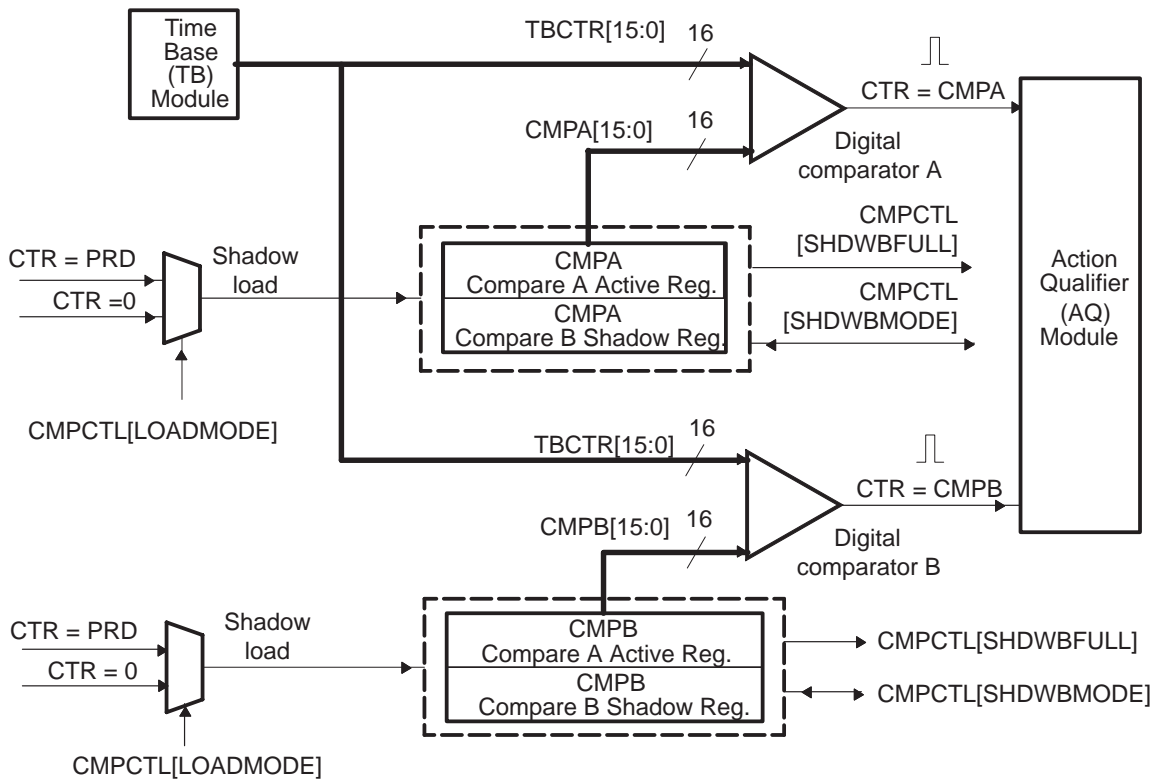 Time
Base
(TB)
Module
TBCTR[15:0]
16
CTR = CMPA
CMPA[15:0]
16
Digital
comparator A
CTR = PRD
CTR =0
Shadow
load
CMPA
Compare A Active Reg.
CMPA
Compare B Shadow Reg.
CMPCTL
[SHDWBFULL]
CMPCTL
[SHDWBMODE]
Action
Qualifier
(AQ)
Module
CMPCTL[LOADMODE]
TBCTR[15:0]
16
CTR = CMPB
CMPB[15:0]
16
Digital
comparator B
CTR = PRD
CTR = 0
Shadow
load
CMPB
Compare A Active Reg.
CMPB
Compare B Shadow Reg.
CMPCTL[SHDWBFULL]
CMPCTL[SHDWBMODE]
CMPCTL[LOADMODE]